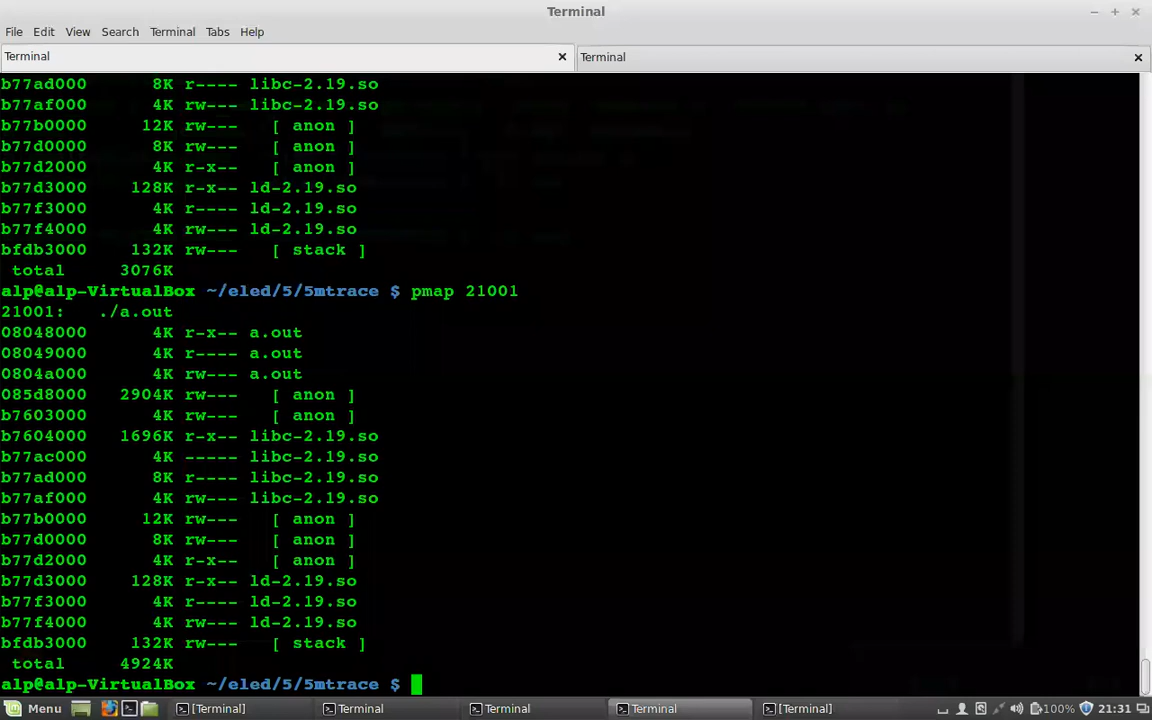 Terminal
File Edit View Search Terminal Tabs Help
Terminal Terminal
b77ad000 8K r---- libc-2.19.so
b77af000 4K rw--- libc-2.19.so
b77b0000 12K rw--- [ anon ]
b77d0000 8K rw--- [ anon ]
b77d2000 4K r-x-- [ anon ]
b77d3000 128K r-x-- ld-2.19.so
b77f3000 4K r---- ld-2.19.so
b77f4000 4K rw--- ld-2.19.so
bfdb3000 132K rw--- [ stack ]
total 3076K
alp@alp-VirtualBox ~/eled/5/5mtrace $ pmap 21001
21001: ./a.out
08048000 4K r-x-- a.out
08049000 4K r---- a.out
0804a000 4K rw--- a.out
085d8000 2904K rw--- [ anon ]
b7603000 4K rw--- [ anon ]
b7604000 1696K r-x-- libc-2.19.so
b77ac000 4K ----- libc-2.19.so
b77ad000 8K r---- libc-2.19.so
b77af000 4K rw--- libc-2.19.so
b77b0000 12K rw--- [ anon ]
b77d0000 8K rw--- [ anon ]
b77d2000 4K r-x-- [ anon ]
b77d3000 128K r-x-- ld-2.19.so
b77f3000 4K r---- ld-2.19.so
b77f4000 4K rw--- ld-2.19.so
bfdb3000 132K rw--- [ stack ]
total 4924K
alp@alp-VirtualBox ~/eled/5/5mtrace $
Menu [Terminal] Terminal Terminal Terminal [Terminal] 100% 21:31